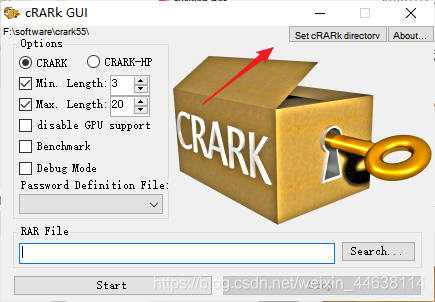 cRARk GUI
F:\software\crark55\
Set cRARk directory
About...
Options
CRARK
CRARK-HP
Min. Length: 3
Max. Length: 20
disable GPU support
Benchmark
Debug Mode
Password Definition File:
CRARK
RAR File
Search...
Start
https://blog.csdn.net/weixin_44638114